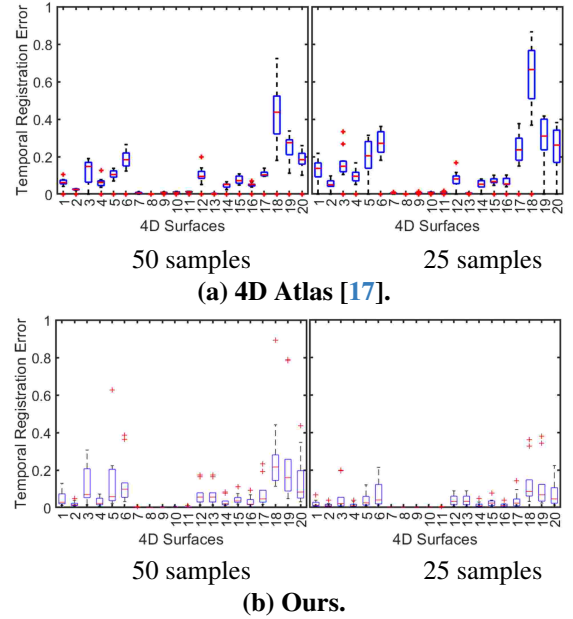 Temporal Registration Error
1
0.8
0.6
0.4
0.2
0
1 2 3 4 5 6 7 8 9 10 11 12 13 14 15 16 17 18 19 20
4D Surfaces
50 samples
1 2 3 4 5 6 7 8 9 10 11 12 13 14 15 16 17 18 19 20
4D Surfaces
25 samples
(a) 4D Atlas [17].
Temporal Registration Error
1
0.8
0.6
0.4
0.2
0
1 2 3 4 5 6 7 8 9 10 11 12 13 14 15 16 17 18 19 20
4D Surfaces
50 samples
1 2 3 4 5 6 7 8 9 10 11 12 13 14 15 16 17 18 19 20
4D Surfaces
25 samples
(b) Ours.